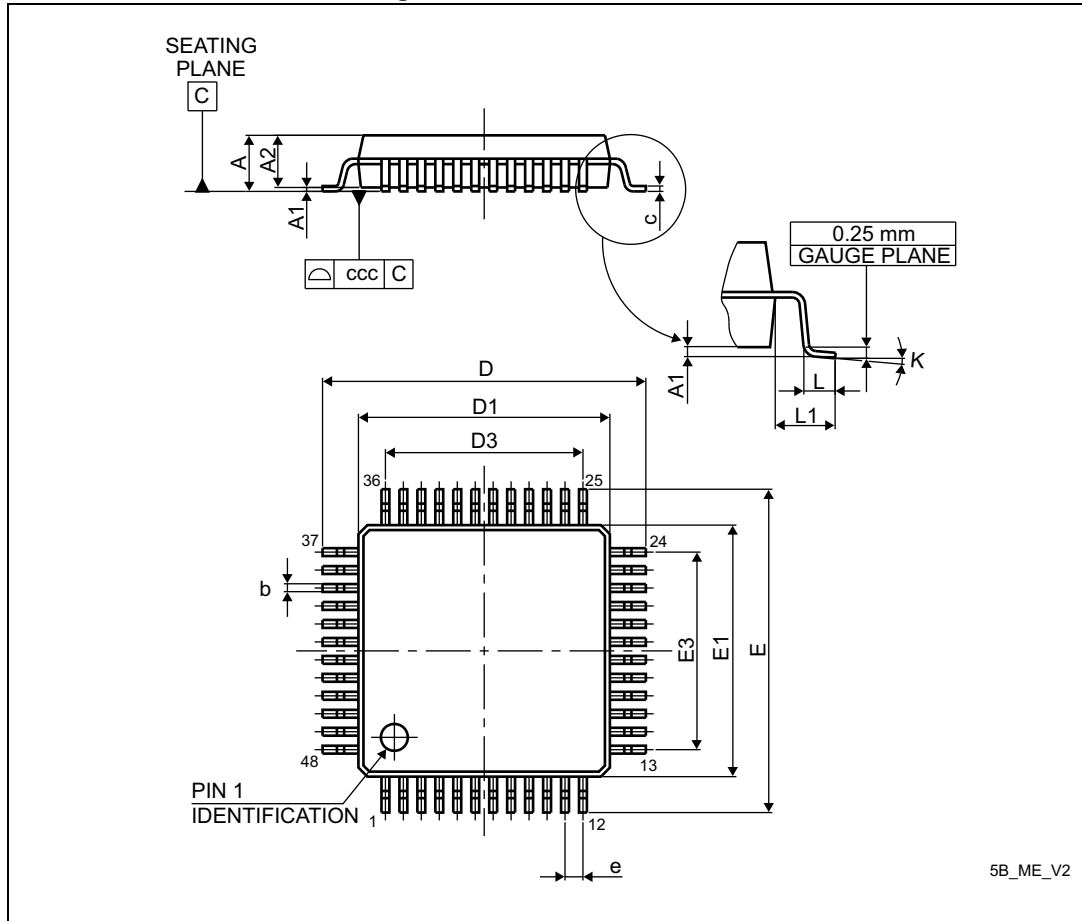 SEATING
PLANE
C
A
A2
A1
c
ccc C
0.25 mm
GAUGE PLANE
A1
K
L
L1
D
D1
D3
36
25
37
24
b
E3
E1
E
48
13
PIN 1
IDENTIFICATION
1
12
e
5B_ME_V2